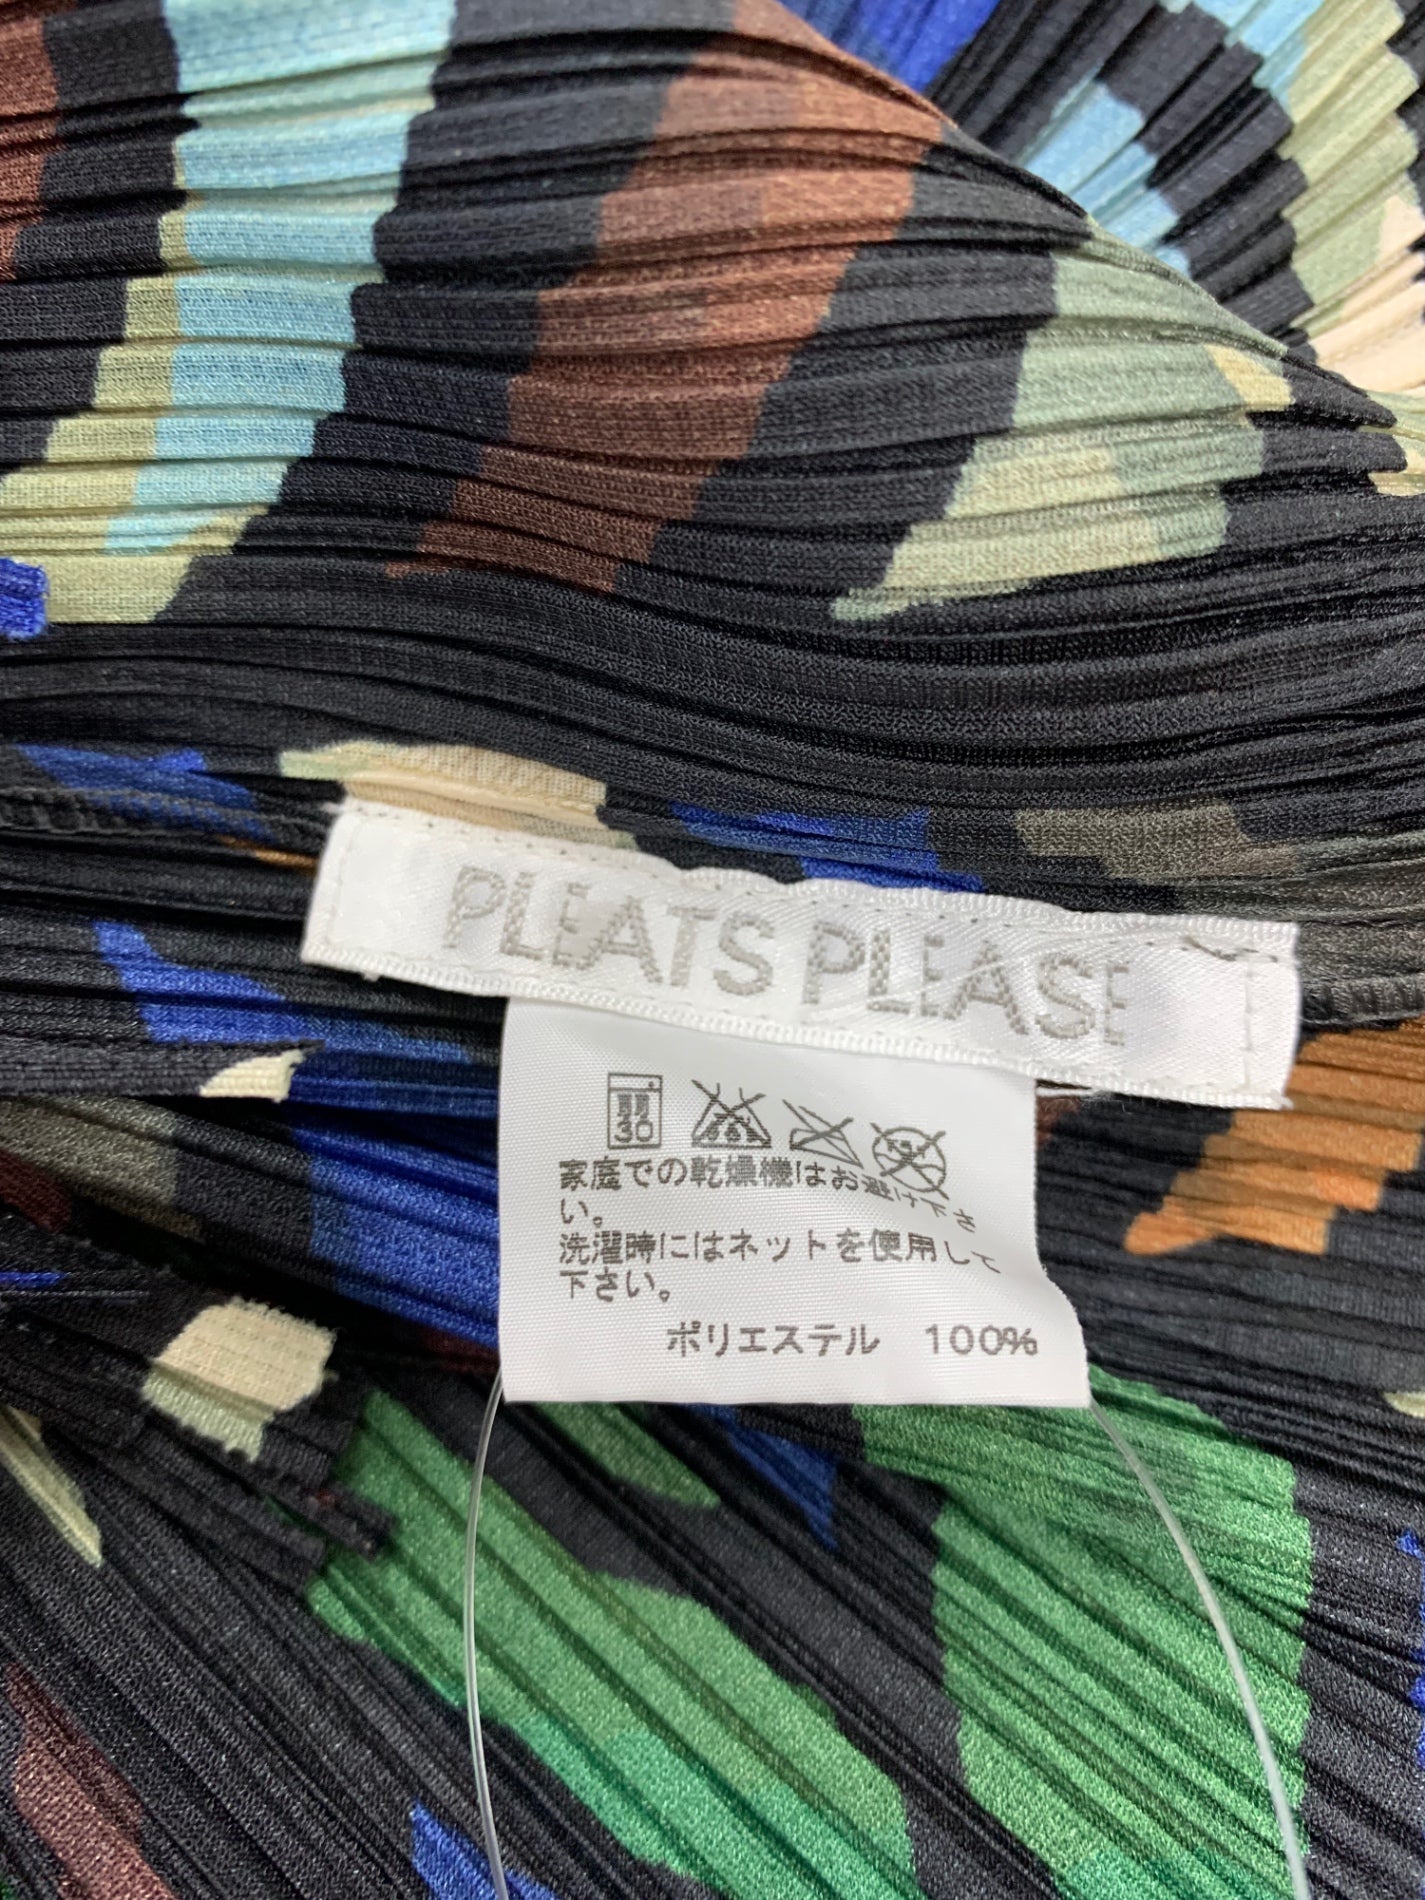 PLEATS PLEASE
弱
30
家庭での乾燥機はお避け下さ
い。
洗濯時にはネットを使用して
下さい。
ポリエステル 100%